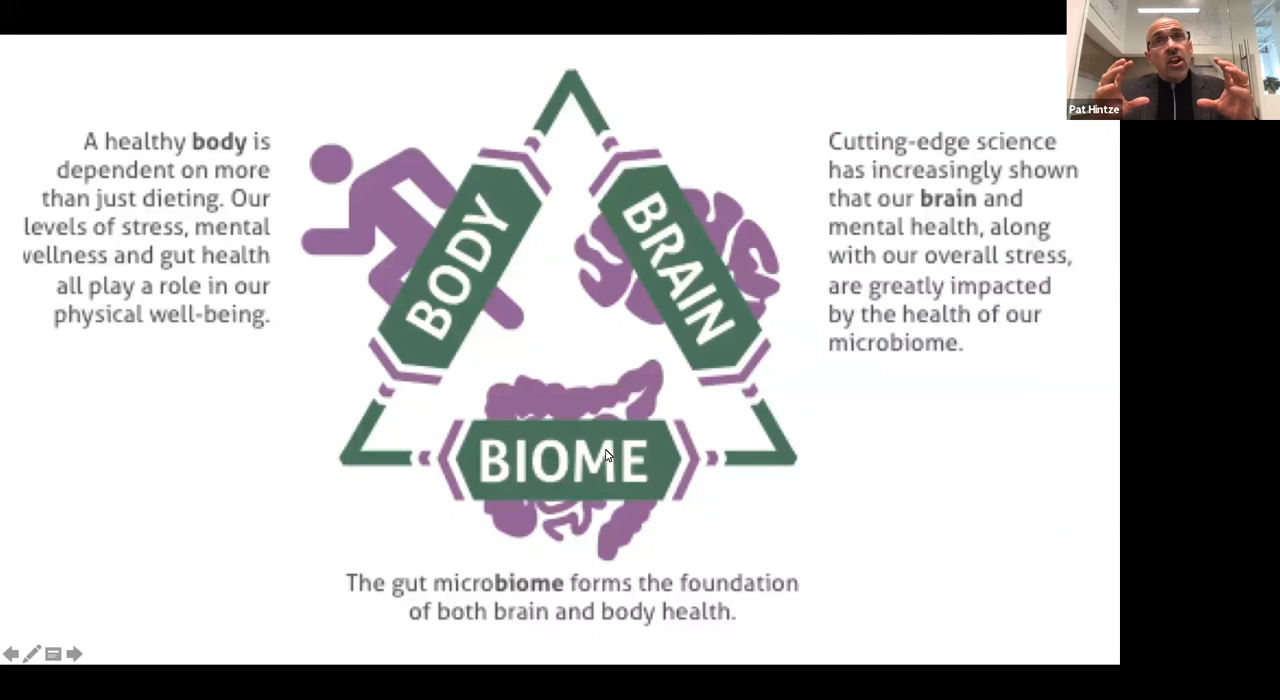 Pat Hintze
A healthy body is
dependent on more
than just dieting. Our
levels of stress, mental
wellness and gut health
all play a role in our
physical well-being.
BODY
BRAIN
Cutting-edge science
has increasingly shown
that our brain and
mental health, along
with our overall stress,
are greatly impacted
by the health of our
microbiome.
BIOME
The gut microbiome forms the foundation
of both brain and body health.